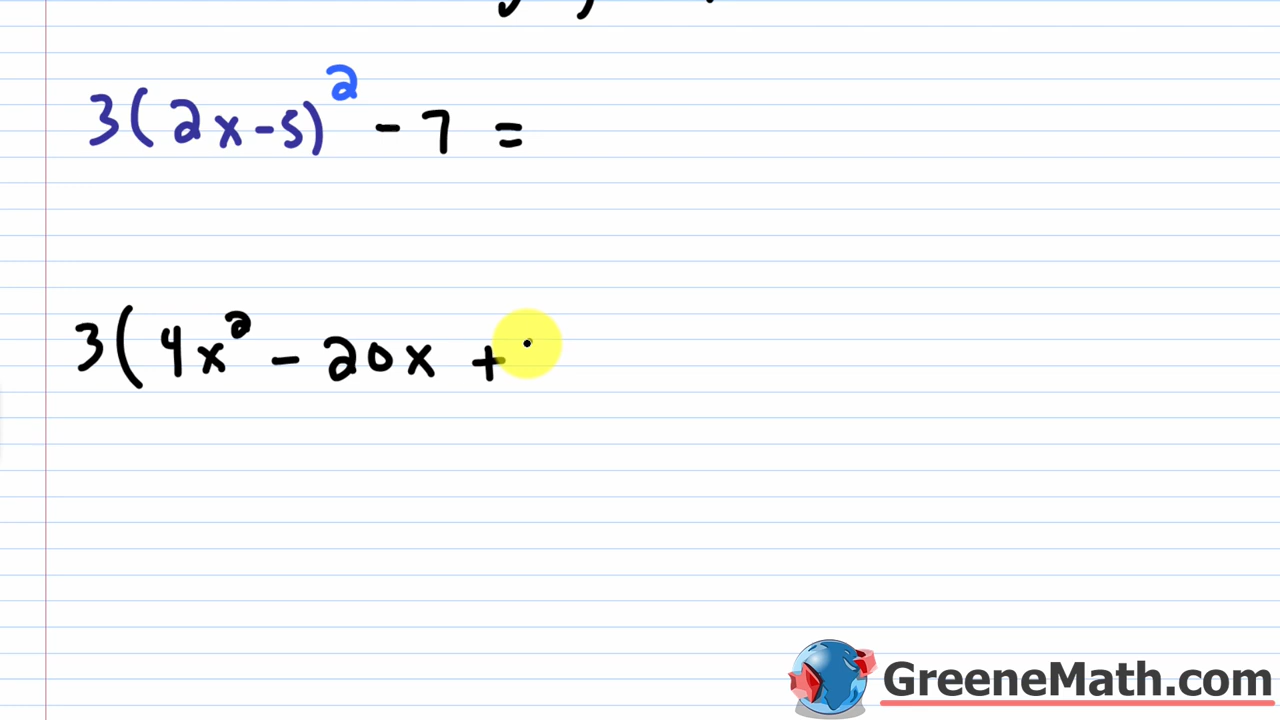 3(2x-5)² - 7 =
3(4x² - 20x +
GreeneMath.com